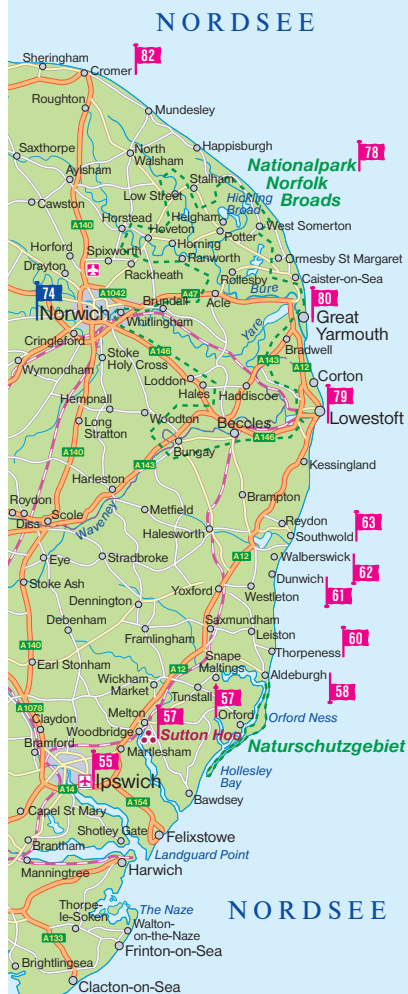 NORDSEE
82
Sheringham
Cromer
Roughton
Mundesley
78
Saxthorpe
North
Walsham
Happisburgh
Nationalpark
Norfolk
Broads
Aylsham
Stalham
Low Street
Hickling
Broad
Cawston
Heigham
A140
Horstead
Hoveton
Potter
West Somerton
Horford
Horning
Spixworth
Ranworth
Ormesby St Margaret
Drayton
Rackheath
Rollesby
Caister-on-Sea
Bure
74
A1042
A47
80
Norwich
Brundall
Acle
Great
Yarmouth
Whitlingham
Yare
Cringleford
Stoke
Holy Cross
A146
Bradwell
A143
Wymondham
A12
Loddon
Corton
Hales
Haddiscoe
79
Hempnall
Woodton
Lowestoft
Long
Stratton
Beccles
A146
Bungay
A140
A143
Kessingland
Harleston
Brampton
Roydon
Diss
Scole
Waveney
Metfield
Halesworth
Reydon
63
Southwold
Eye
Stradbroke
A12
Walberswick
62
Dunwich
Stoke Ash
Yoxford
Westleton
61
Dennington
Debenham
Saxmundham
Framlingham
Leiston
60
A140
Thorpeness
Earl Stonham
A12
Snape
Maltings
Wickham
Market
Aldeburgh
58
Tunstall
57
A1078
Melton
57
Claydon
Orford
Orford Ness
Woodbridge
Sutton Hoo
Bramford
Martlesham
Naturschutzgebiet
55
Hollesley
Bay
Ipswich
A14
Bawdsey
A154
Capel St Mary
Shotley Gate
Felixstowe
Brantham
Landguard Point
Manningtree
Harwich
Thorpe-
le-Soken
The Naze
NORDSEE
Walton-
on-the-Naze
A133
Frinton-on-Sea
Brightlingsea
Clacton-on-Sea